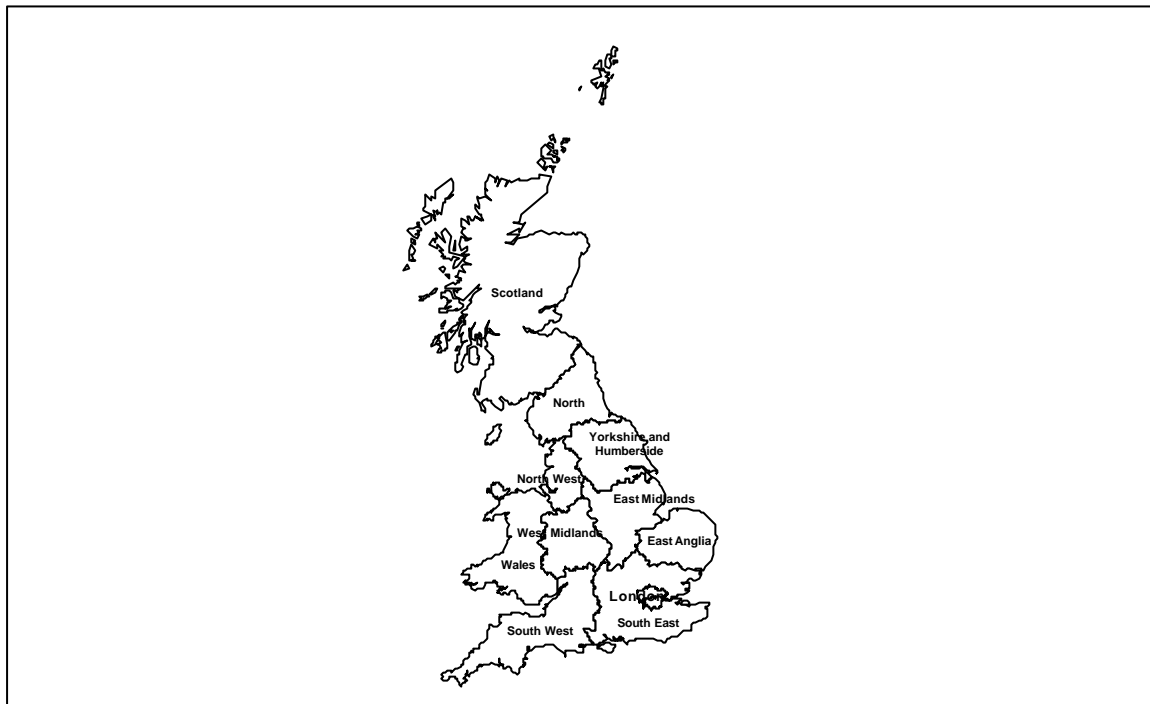 Scotland
North
Yorkshire and
Humberside
North West
East Midlands
West Midlands
East Anglia
Wales
London
South East
South West